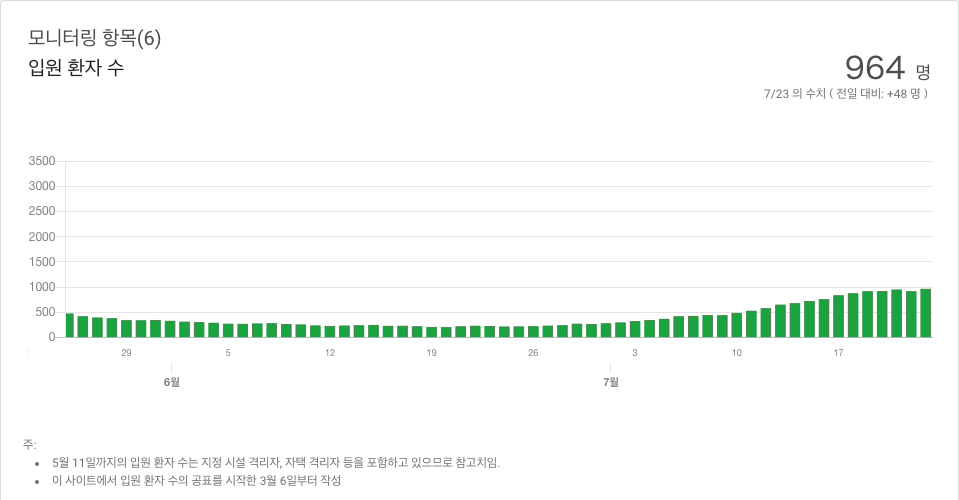 모니터링 항목(6)
입원 환자 수
964 명
7/23 의 수치 ( 전일 대비: +48 명 )
3500
3000
2500
2000
1500
1000
500
0
29 5 12 19 26 3 10 17
6월 7월
주:
• 5월 11일까지의 입원 환자 수는 지정 시설 격리자, 자택 격리자 등을 포함하고 있으므로 참고치임.
• 이 사이트에서 입원 환자 수의 공표를 시작한 3월 6일부터 작성